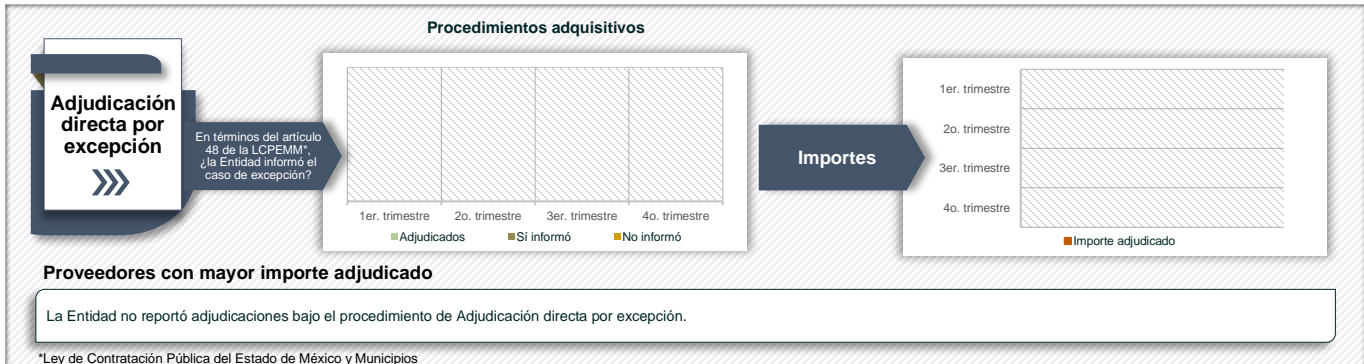 Procedimientos adquisitivos
Adjudicación
directa por
excepción
En términos del artículo
48 de la LCPEMM*,
¿la Entidad informó el
caso de excepción?
1er. trimestre 2o. trimestre 3er. trimestre 4o. trimestre
Adjudicados Sí informó No informó
Importes
1er. trimestre
2o. trimestre
3er. trimestre
4o. trimestre
Importe adjudicado
Proveedores con mayor importe adjudicado
La Entidad no reportó adjudicaciones bajo el procedimiento de Adjudicación directa por excepción.
*Ley de Contratación Pública del Estado de México y Municipios